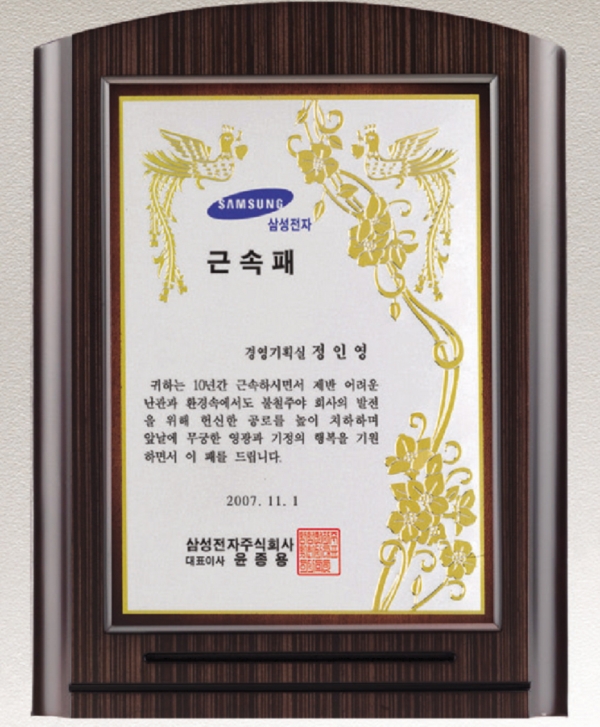 SAMSUNG
삼성전자
근속패
경영기획실 정인영
귀하는 10년간 근속하시면서 제반 어려운
난관과 환경속에서도 불철주야 회사의 발전
을 위해 헌신한 공로를 높이 치하하며
앞날에 무궁한 영광과 가정의 행복을 기원
하면서 이 패를 드립니다.
2007. 11. 1
삼성전자주식회사
대표이사 윤종용